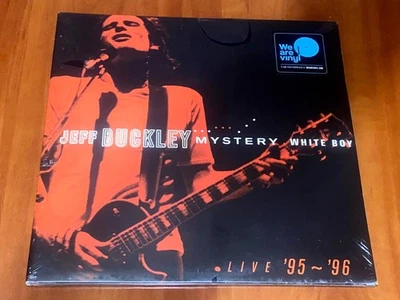 We
are
vinyl
JEFF BUCKLEY MYSTERY WHITE BOY
LIVE '95~'96